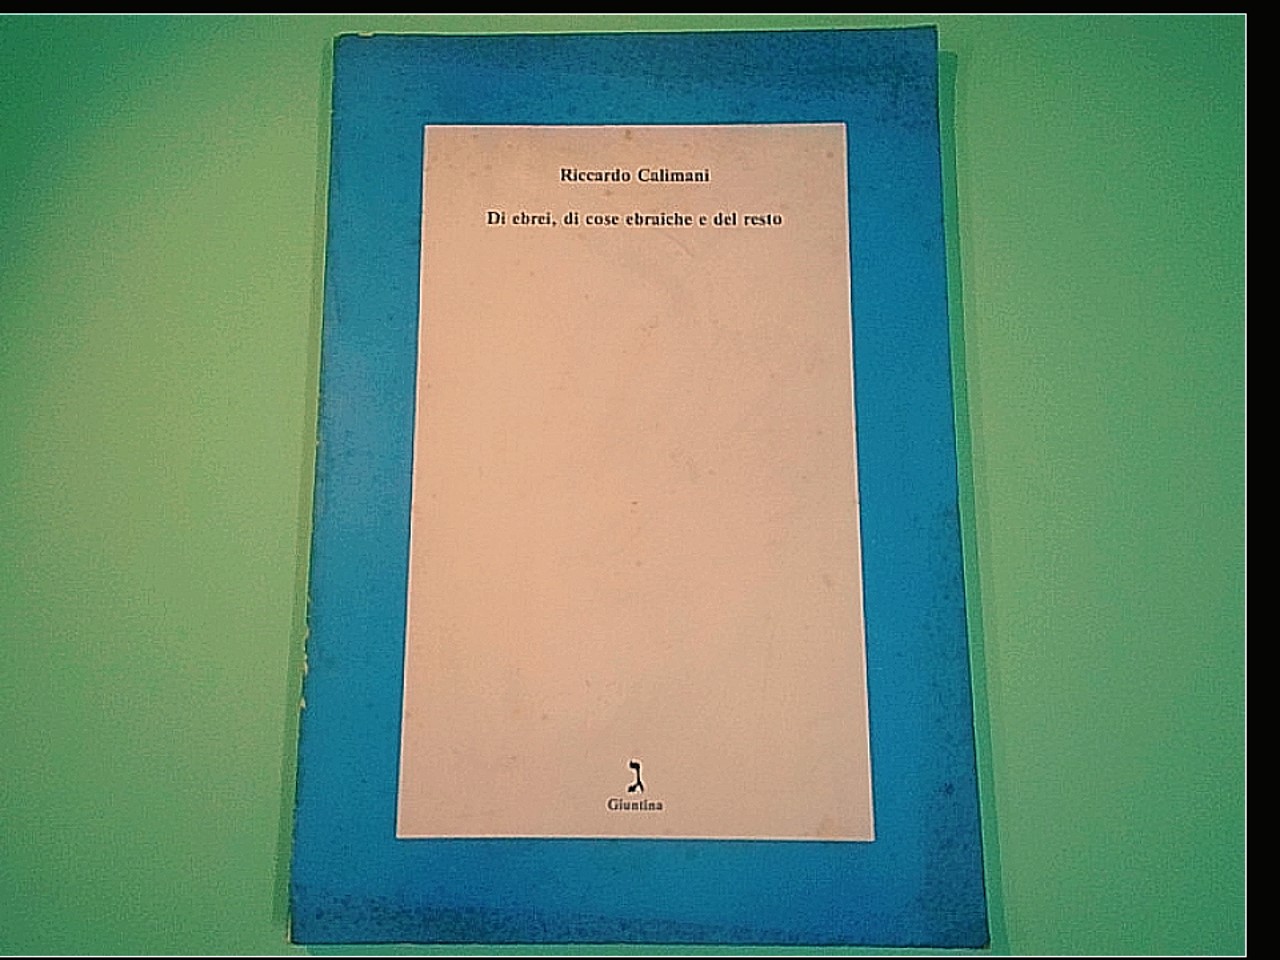 Riccardo Calimani
Di ebrei, di cose ebraiche e del resto
ג
Giuntina